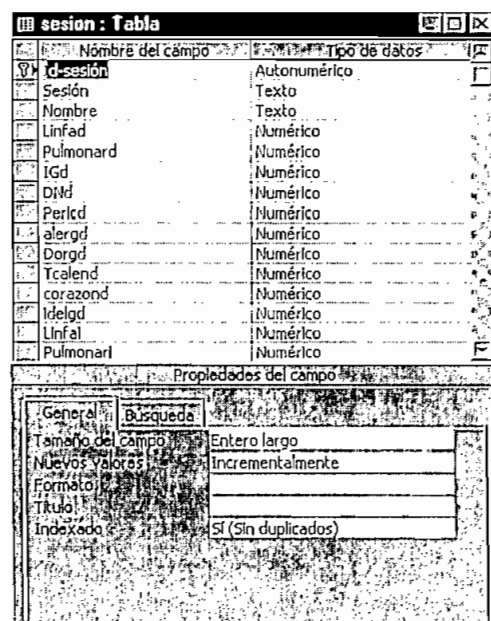 sesion : Tabla
Nombre del campo Tipo de datos
Id-sesión Autonumérico
Sesión Texto
Nombre Texto
Linfad Numérico
Pulmonard Numérico
IGd Numérico
DNd Numérico
Pericd Numérico
alergd Numérico
Dorgd Numérico
Tcalend Numérico
corazond Numérico
Idelgd Numérico
Linfai Numérico
Pulmonari Numérico
Propiedades del campo
General Búsqueda
Tamaño del campo Entero largo
Nuevos valores Incrementalmente
Formato
Título
Indexado Sí (Sin duplicados)